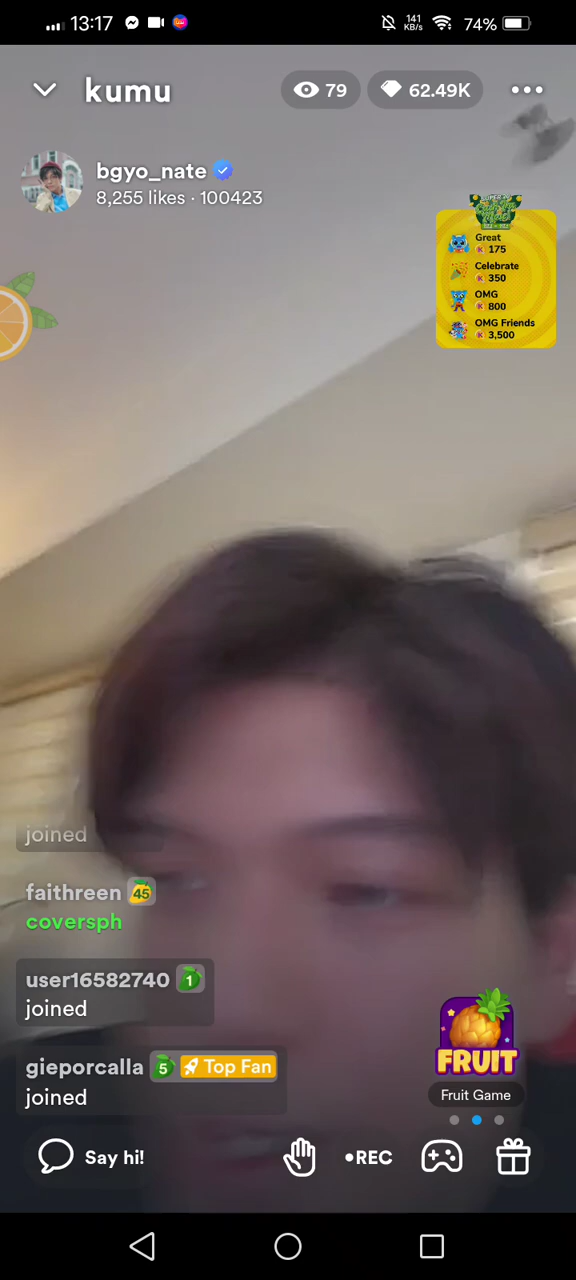 13:17
141
KB/s
74%
kumu
79
62.49K
bgyo_nate
8,255 likes · 100423
Great
K 175
Celebrate
K 350
OMG
K 800
OMG Friends
K 3,500
joined
faithreen 45
coversph
user16582740 1
joined
gieporcalla 5 Top Fan
joined
FRUIT
Fruit Game
Say hi!
•REC